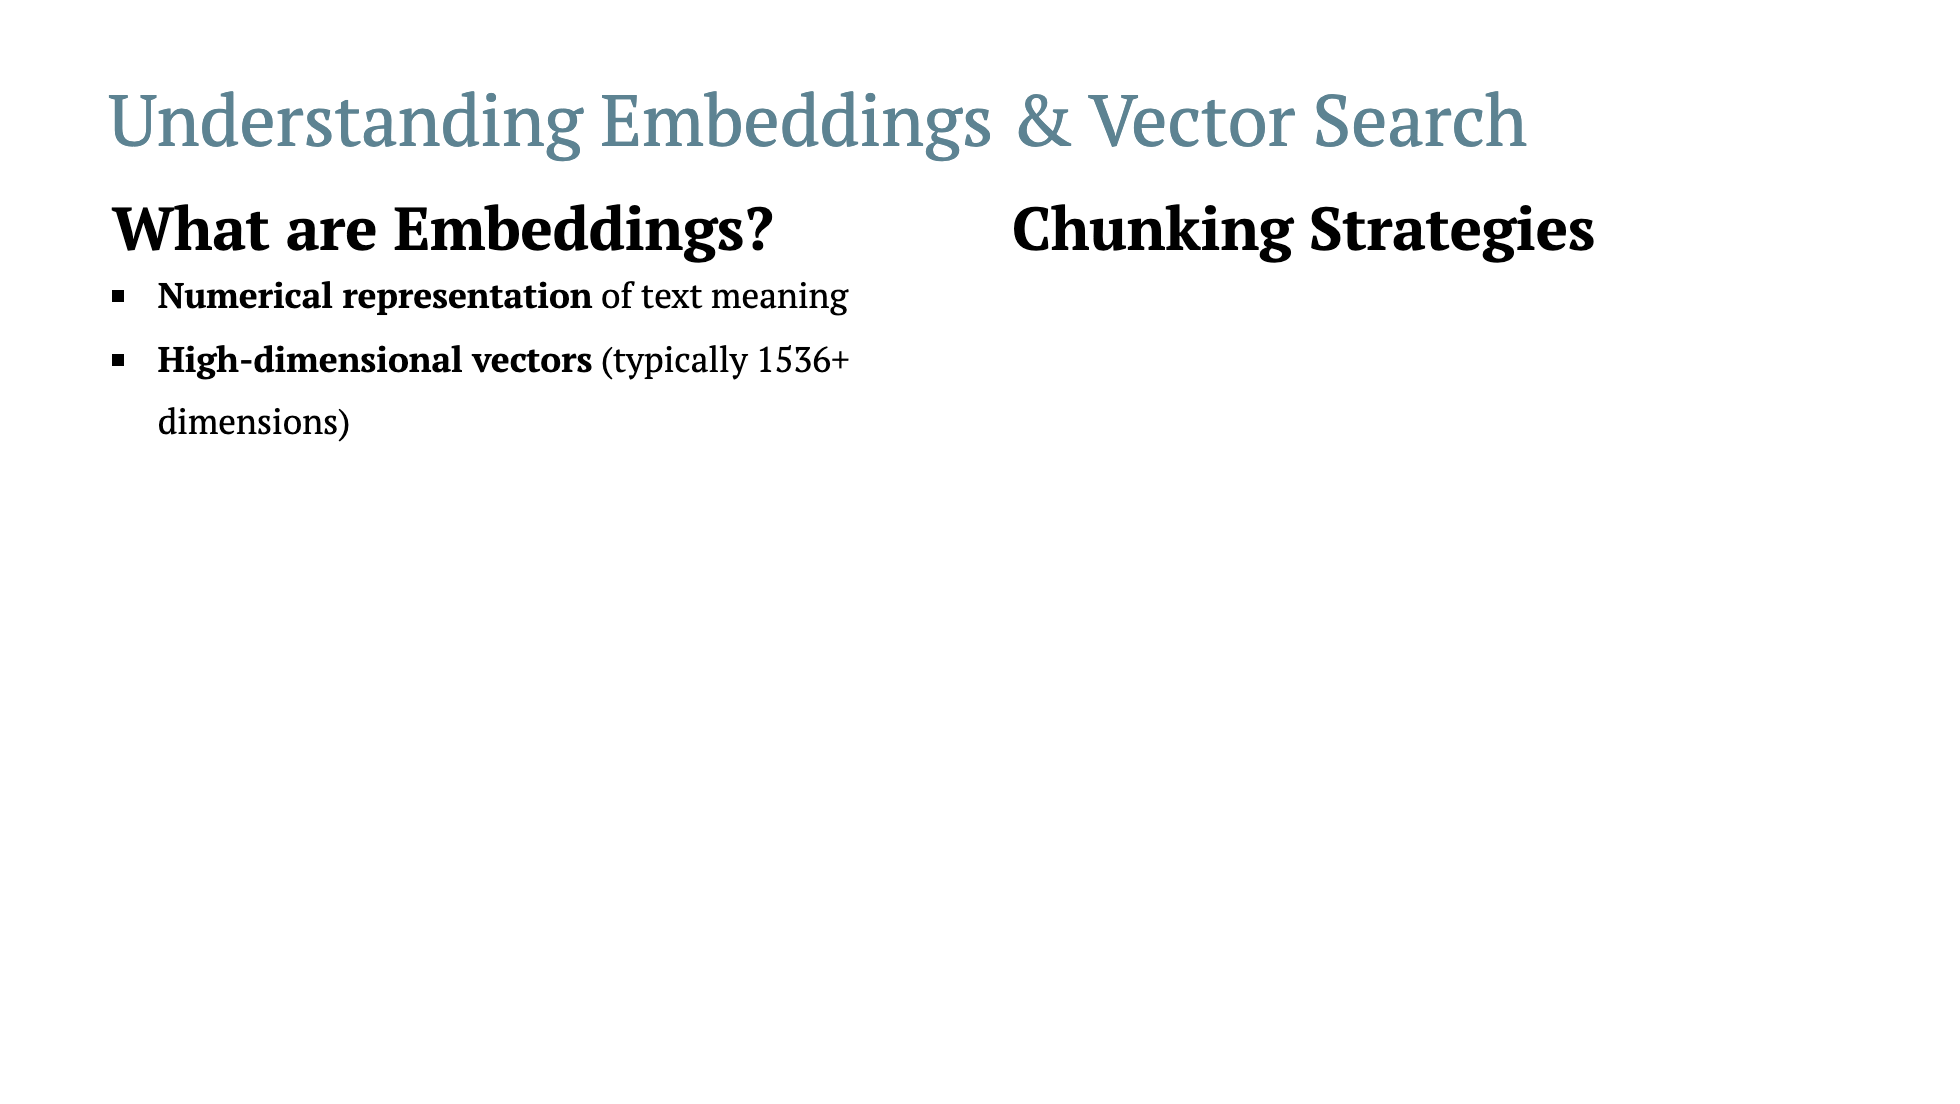 Understanding Embeddings & Vector Search
What are Embeddings?
▪ Numerical representation of text meaning
▪ High-dimensional vectors (typically 1536+
dimensions)
Chunking Strategies